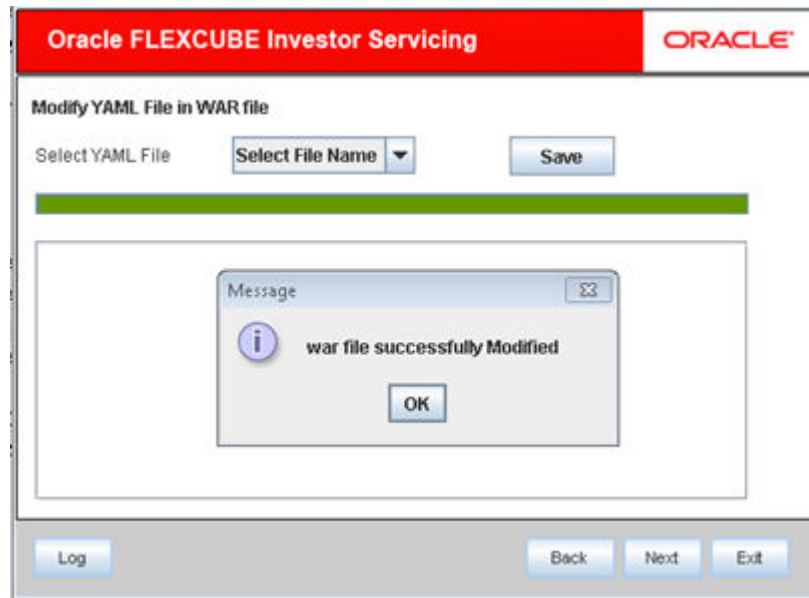 Oracle FLEXCUBE Investor Servicing
ORACLE
Modify YAML File in WAR file
Select YAML File
Select File Name
Save
Message
i
war file successfully Modified
OK
Log
Back
Next
Exit